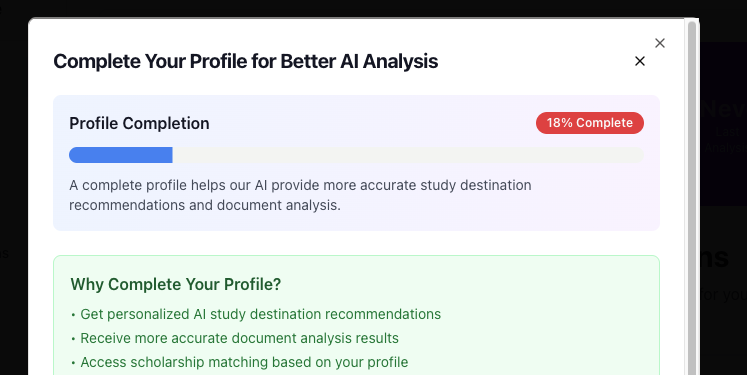 Complete Your Profile for Better AI Analysis
Profile Completion
18% Complete
A complete profile helps our AI provide more accurate study destination
recommendations and document analysis.
Why Complete Your Profile?
• Get personalized AI study destination recommendations
• Receive more accurate document analysis results
• Access scholarship matching based on your profile